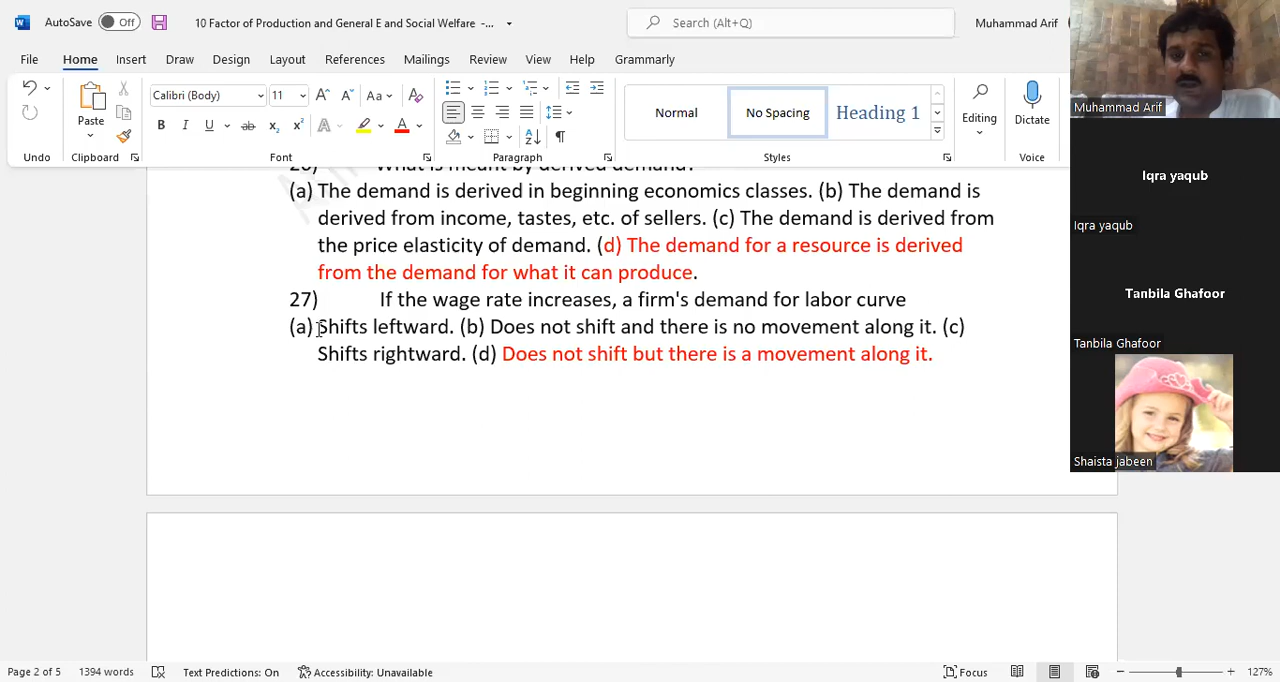 AutoSave Off 10 Factor of Production and General E and Social Welfare -... Search (Alt+Q) Muhammad Arif
File Home Insert Draw Design Layout References Mailings Review View Help Grammarly
Calibri (Body) 11 Aa
Paste
Normal No Spacing Heading 1
Editing Dictate
Undo Clipboard Font Paragraph Styles Voice
What is meant by derived demand?
(a) The demand is derived in beginning economics classes. (b) The demand is
derived from income, tastes, etc. of sellers. (c) The demand is derived from
the price elasticity of demand. (d) The demand for a resource is derived
from the demand for what it can produce.
27) If the wage rate increases, a firm's demand for labor curve
(a) Shifts leftward. (b) Does not shift and there is no movement along it. (c)
Shifts rightward. (d) Does not shift but there is a movement along it.
Muhammad Arif
Iqra yaqub
Iqra yaqub
Tanbila Ghafoor
Tanbila Ghafoor
Shaista jabeen
Page 2 of 5 1394 words Text Predictions: On Accessibility: Unavailable Focus 127%